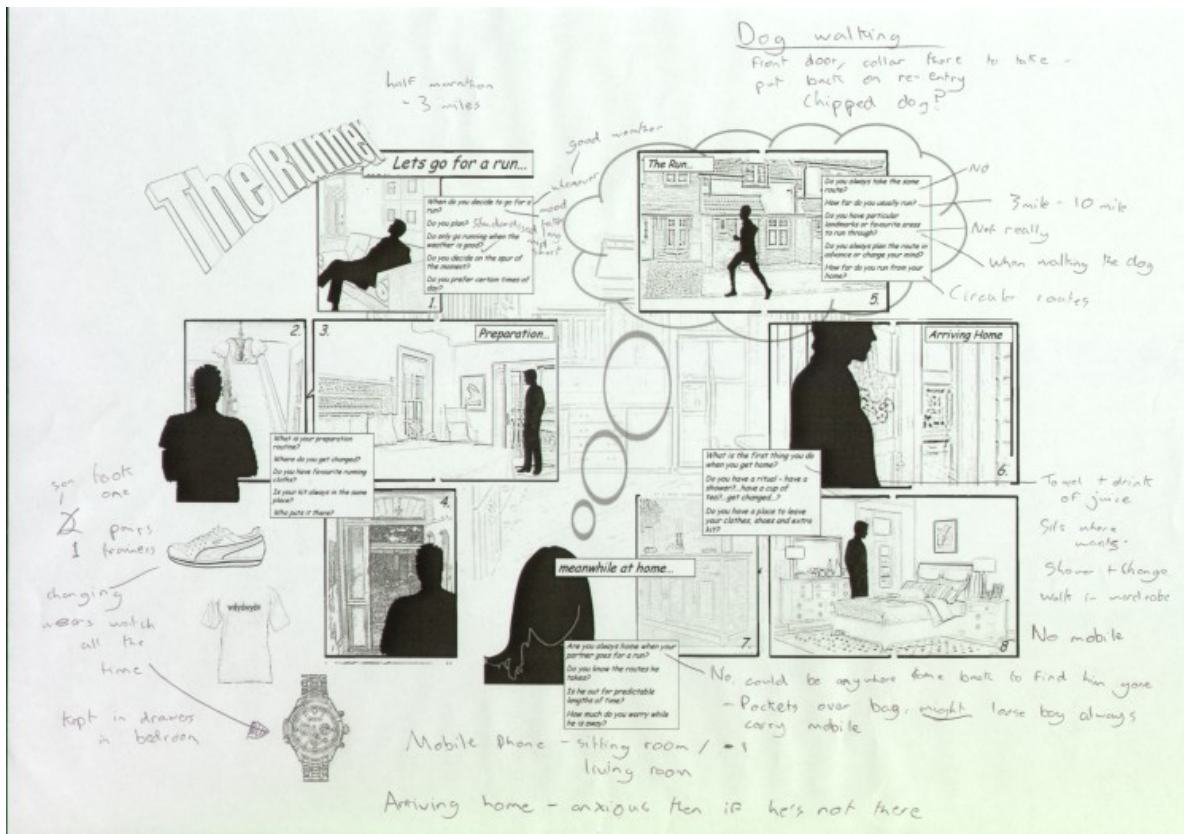 Dog walking
Front door, collar there to take -
put back on re-entry
Chipped dog?
half marathon
- 3 miles
The Runner
Lets go for a run...
good weather
whenever
mood
When do you decide to go for a run?
Do you plan?
Do only go running when the weather is good?
Do you decide on the spur of the moment?
Do you prefer certain times of day?
1.
The Run...
Do you always take the same route?
How far do you usually run?
Do you have particular landmarks or favourite areas to run through?
Do you always plan the route in advance or change your mind?
How far do you run from your home?
5.
No
3 mile - 10 mile
Not really
When walking the dog
Circular routes
2.
3.
Preparation...
What is your preparation routine?
Where do you get changed?
Do you have favourite running cloths?
Is your kit always in the same place?
Who puts it there?
4.
Arriving Home
6.
What is the first thing you do when you get home?
Do you have a ritual - have a shower?...have a cup of tea?..get changed...?
Do you have a place to leave your clothes, shoes and extra kit?
Towel + drink
of juice
Sits where
wants.
Shower + Change
Walk in wardrobe
No mobile
8
son took
one
2 pairs
1 trainers
changing
wears watch
all the
time
kept in drawers
in bedroom
meanwhile at home...
7.
Are you always home when your partner goes for a run?
Do you know the routes he takes?
Is he out for predictable lengths of time?
How much do you worry while he is away?
No, could be anywhere come back to find him gone
- Pockets over bag, might lose bag always
carry mobile
Mobile Phone - sitting room /
living room
Arriving home - anxious then if he's not there